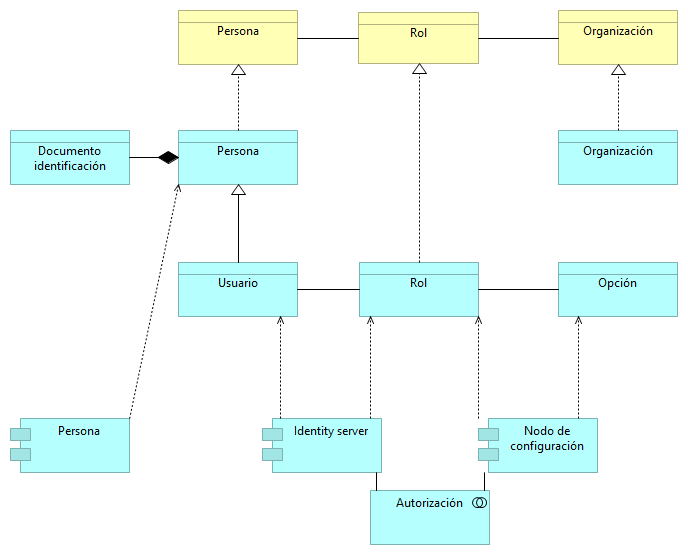 Persona
Rol
Organización
Documento
identificación
Persona
Organización
Usuario
Rol
Opción
Persona
Identity server
Nodo de
configuración
Autorización